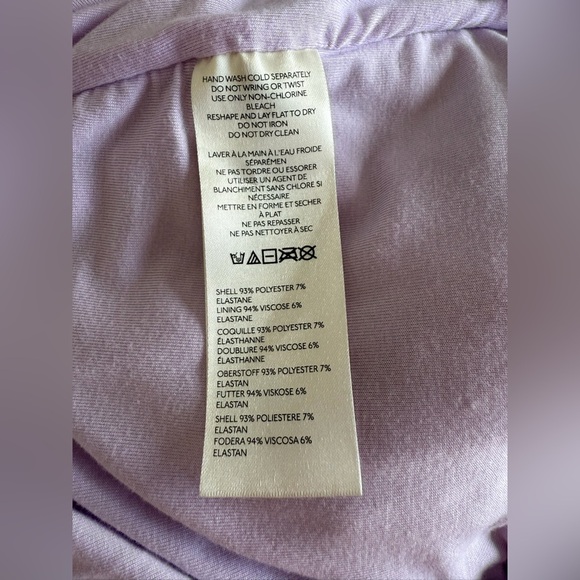 HAND WASH COLD SEPARATELY
DO NOT WRING OR TWIST
USE ONLY NON-CHLORINE
BLEACH
RESHAPE AND LAY FLAT TO DRY
DO NOT IRON
DO NOT DRY CLEAN
LAVER À LA MAIN À L'EAU FROIDE
SÉPARÉMEN
NE PAS TORDRE OU ESSORER
UTILISER UN AGENT DE
BLANCHIMENT SANS CHLORE SI
NÉCESSAIRE
METTRE EN FORME ET SECHER
À PLAT
NE PAS REPASSER
NE PAS NETTOYER À SEC
SHELL 93% POLYESTER 7%
ELASTANE
LINING 94% VISCOSE 6%
ELASTANE
COQUILLE 93% POLYESTER 7%
ÉLASTHANNE
DOUBLURE 94% VISCOSE 6%
ÉLASTHANNE
OBERSTOFF 93% POLYESTER 7%
ELASTAN
FUTTER 94% VISKOSE 6%
ELASTAN
SHELL 93% POLIESTERE 7%
ELASTAN
FODERA 94% VISCOSA 6%
ELASTAN